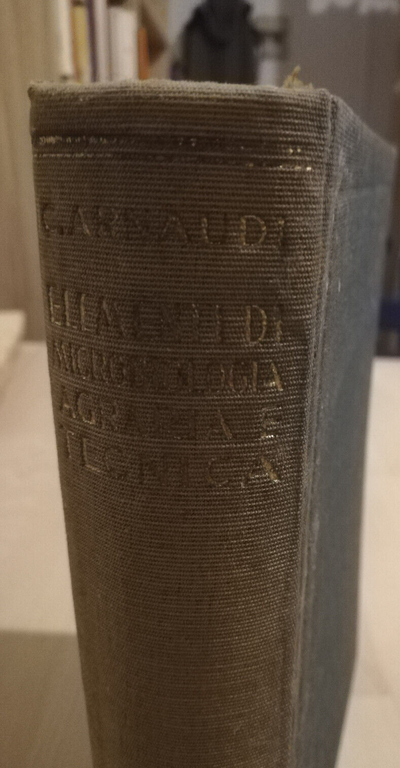 C. ARNAUDI
ELEMENTI DI
MICROBIOLOGIA
AGRARIA E
TECNICA